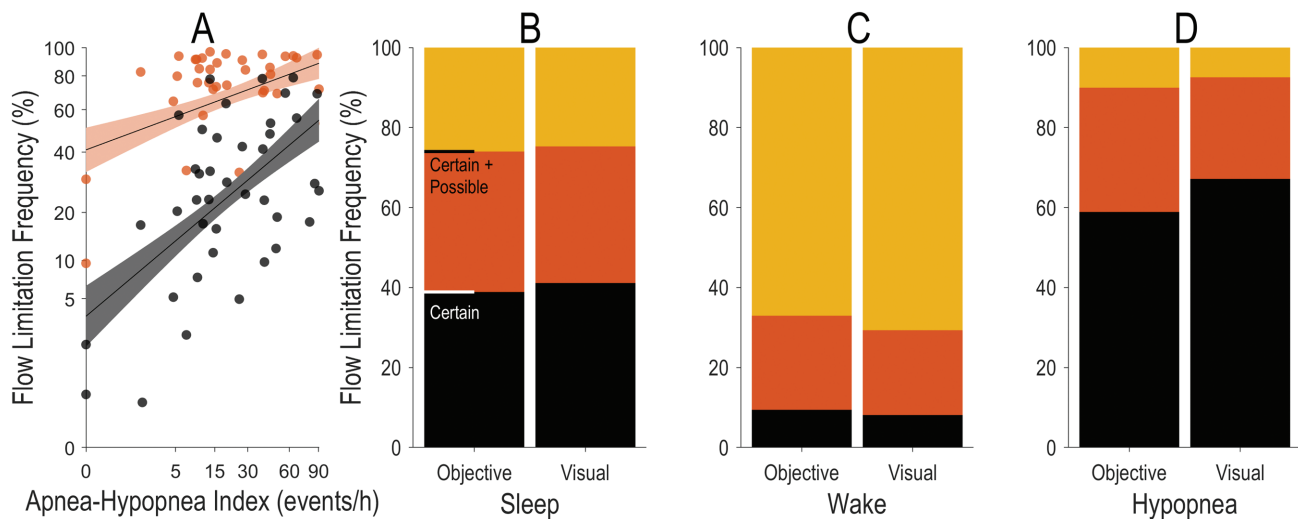 A
Flow Limitation Frequency (%)
100
80
60
40
20
10
5
0
0 5 15 30 60 90
Apnea-Hypopnea Index (events/h)
B
Flow Limitation Frequency (%)
100
80
60
40
20
0
Certain +
Possible
Certain
Objective Visual
Sleep
C
100
80
60
40
20
0
Objective Visual
Wake
D
100
80
60
40
20
0
Objective Visual
Hypopnea